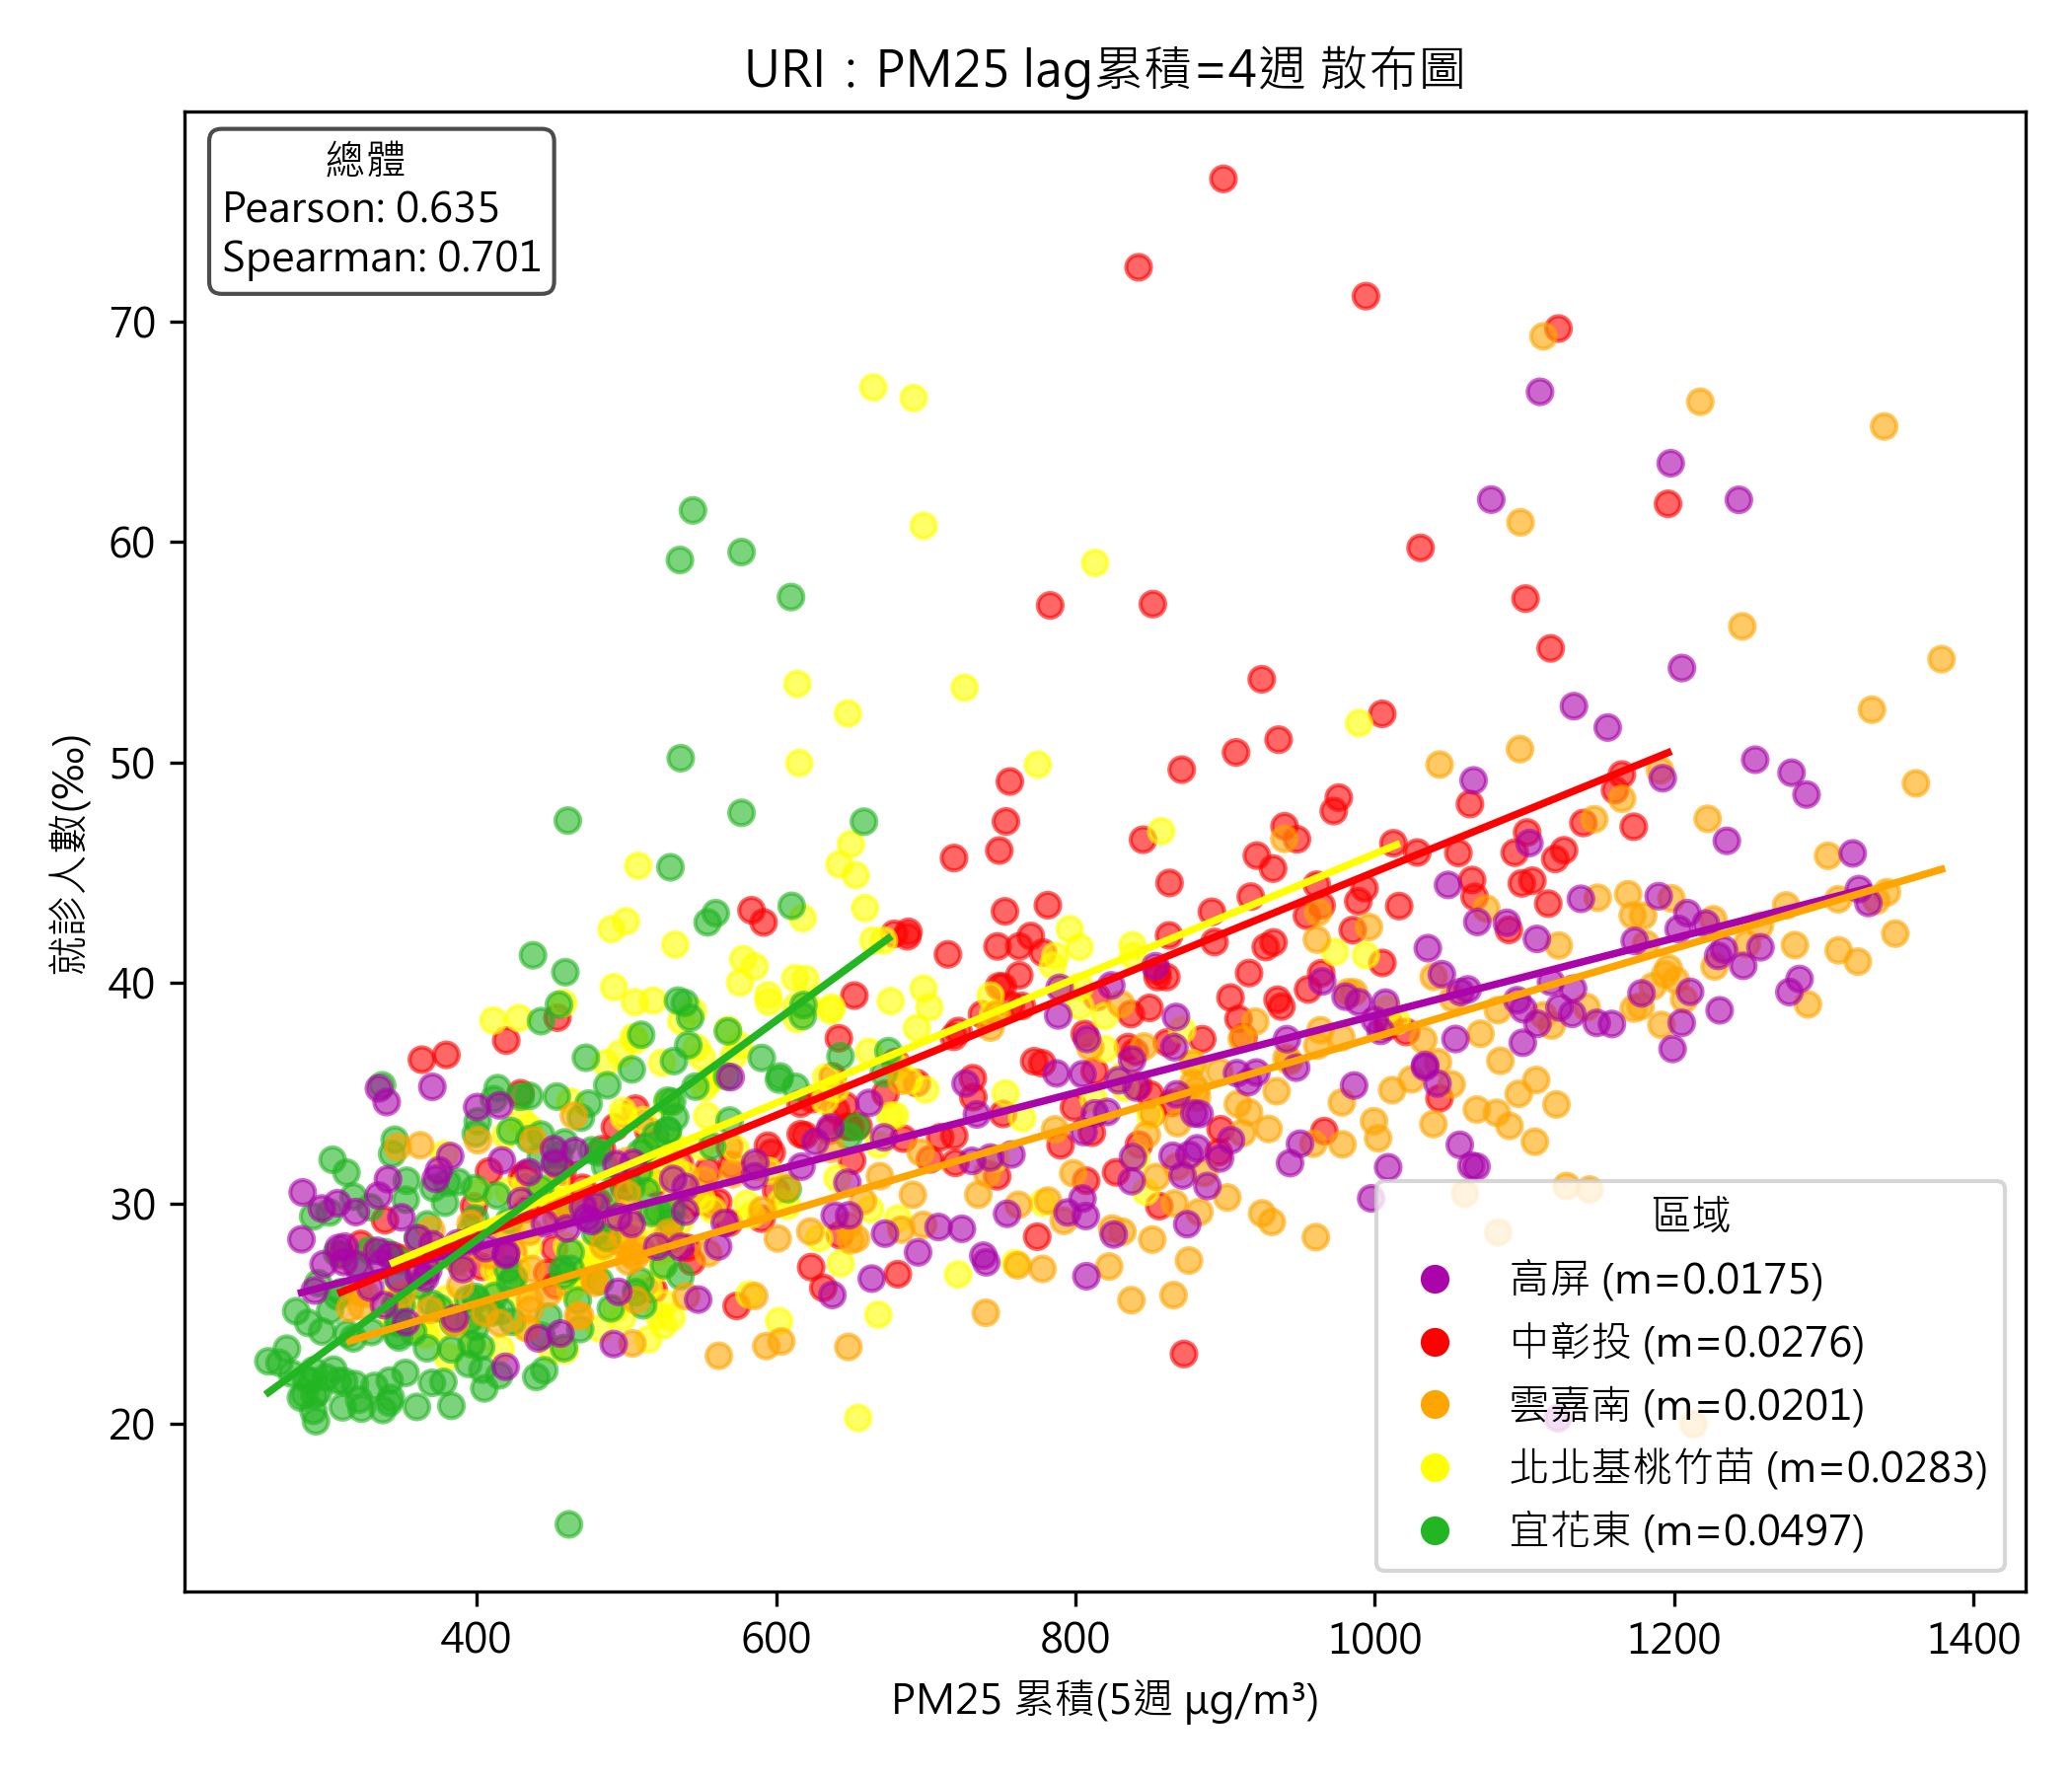 URI：PM25 lag累積=4週 散布圖
總體
Pearson: 0.635
Spearman: 0.701
就診人數(‰)
70
60
50
40
30
20
區域
高屏 (m=0.0175)
中彰投 (m=0.0276)
雲嘉南 (m=0.0201)
北北基桃竹苗 (m=0.0283)
宜花東 (m=0.0497)
400 600 800 1000 1200 1400
PM25 累積(5週 μg/m³)